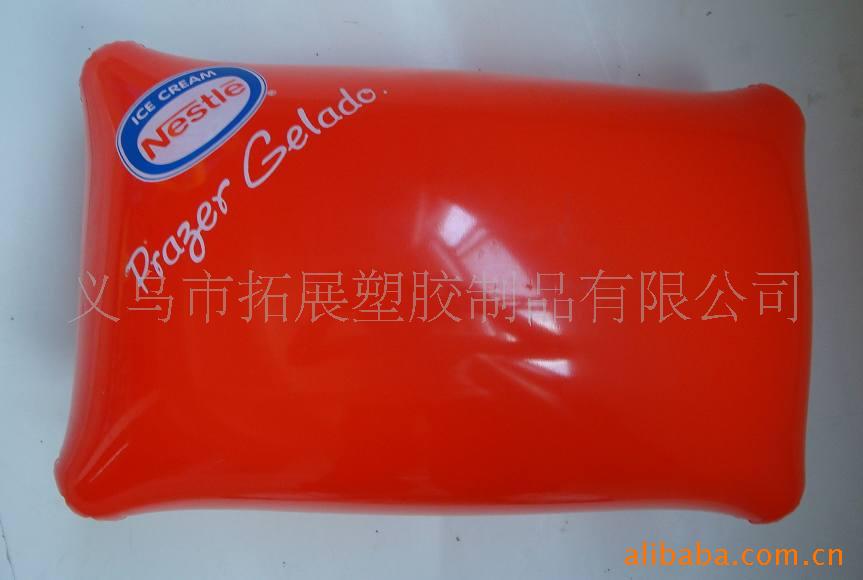 ICE CREAM
Nestlē®
Prazer Gelado.
义乌市拓展塑胶制品有限公司
alibaba.com.cn